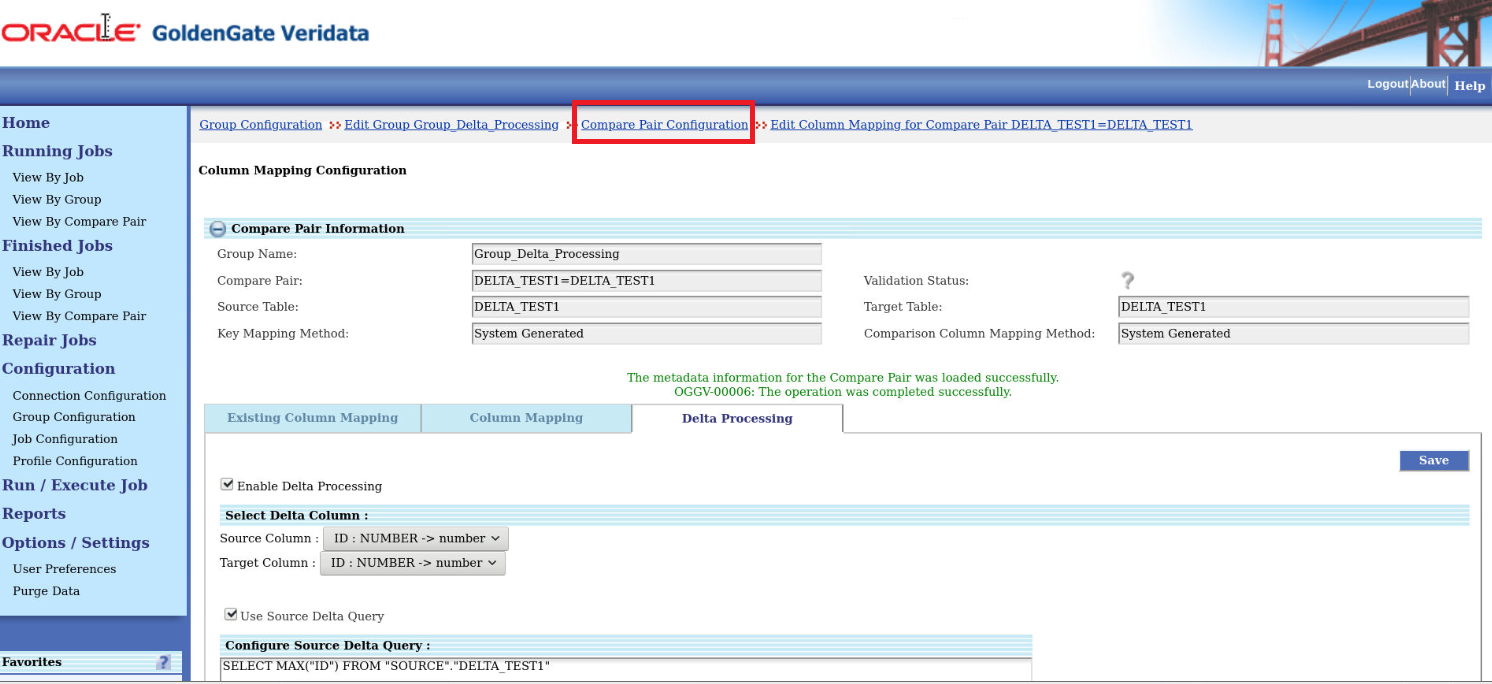 ORACLE GoldenGate Veridata
Logout About Help
Home
Running Jobs
View By Job
View By Group
View By Compare Pair
Finished Jobs
View By Job
View By Group
View By Compare Pair
Repair Jobs
Configuration
Connection Configuration
Group Configuration
Job Configuration
Profile Configuration
Run / Execute Job
Reports
Options / Settings
User Preferences
Purge Data
Favorites ?
Group Configuration Edit Group Group_Delta_Processing Compare Pair Configuration Edit Column Mapping for Compare Pair DELTA_TEST1=DELTA_TEST1
Column Mapping Configuration
Compare Pair Information
Group Name: Group_Delta_Processing
Compare Pair: DELTA_TEST1=DELTA_TEST1 Validation Status: ?
Source Table: DELTA_TEST1 Target Table: DELTA_TEST1
Key Mapping Method: System Generated Comparison Column Mapping Method: System Generated
The metadata information for the Compare Pair was loaded successfully.
OGGV-00006: The operation was completed successfully.
Existing Column Mapping Column Mapping Delta Processing
Save
Enable Delta Processing
Select Delta Column :
Source Column : ID : NUMBER -> number
Target Column : ID : NUMBER -> number
Use Source Delta Query
Configure Source Delta Query :
SELECT MAX("ID") FROM "SOURCE"."DELTA_TEST1"